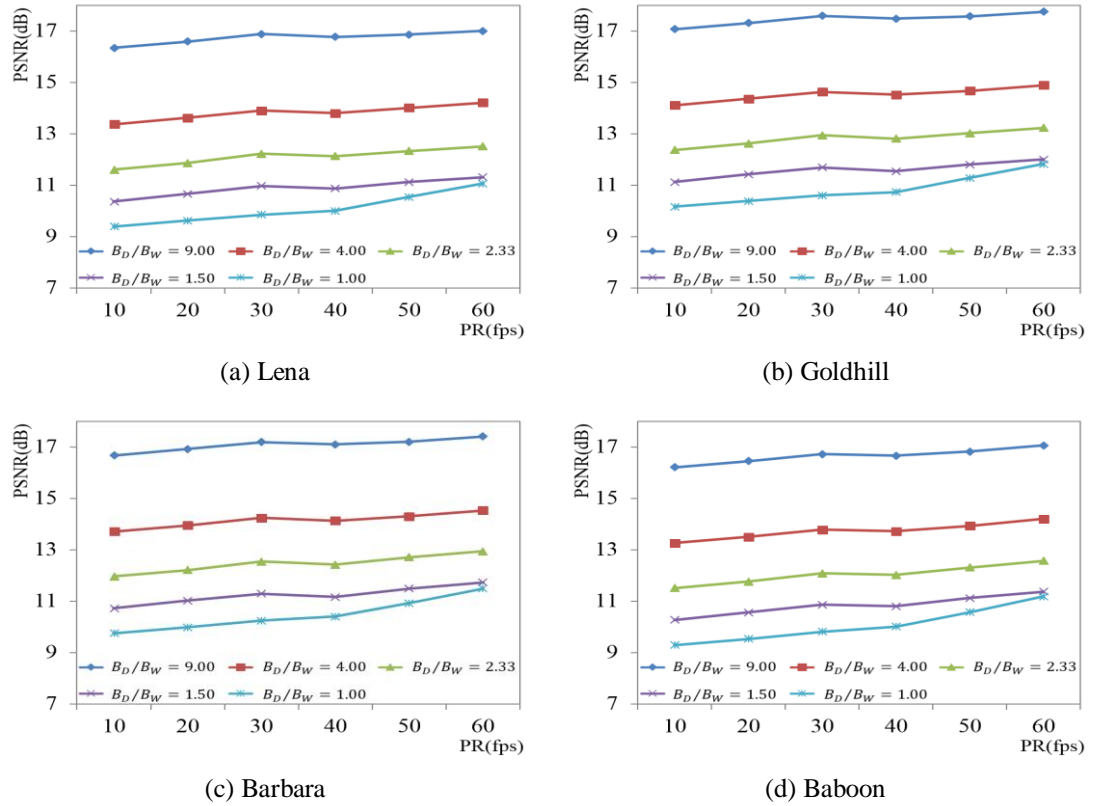 PSNR(dB)
17
15
13
11
9
7
B_D/B_W = 9.00 B_D/B_W = 4.00 B_D/B_W = 2.33
B_D/B_W = 1.50 B_D/B_W = 1.00
10 20 30 40 50 60
PR(fps)
(a) Lena
PSNR(dB)
17
15
13
11
9
7
B_D/B_W = 9.00 B_D/B_W = 4.00 B_D/B_W = 2.33
B_D/B_W = 1.50 B_D/B_W = 1.00
10 20 30 40 50 60
PR(fps)
(b) Goldhill
PSNR(dB)
17
15
13
11
9
7
B_D/B_W = 9.00 B_D/B_W = 4.00 B_D/B_W = 2.33
B_D/B_W = 1.50 B_D/B_W = 1.00
10 20 30 40 50 60
PR(fps)
(c) Barbara
PSNR(dB)
17
15
13
11
9
7
B_D/B_W = 9.00 B_D/B_W = 4.00 B_D/B_W = 2.33
B_D/B_W = 1.50 B_D/B_W = 1.00
10 20 30 40 50 60
PR(fps)
(d) Baboon